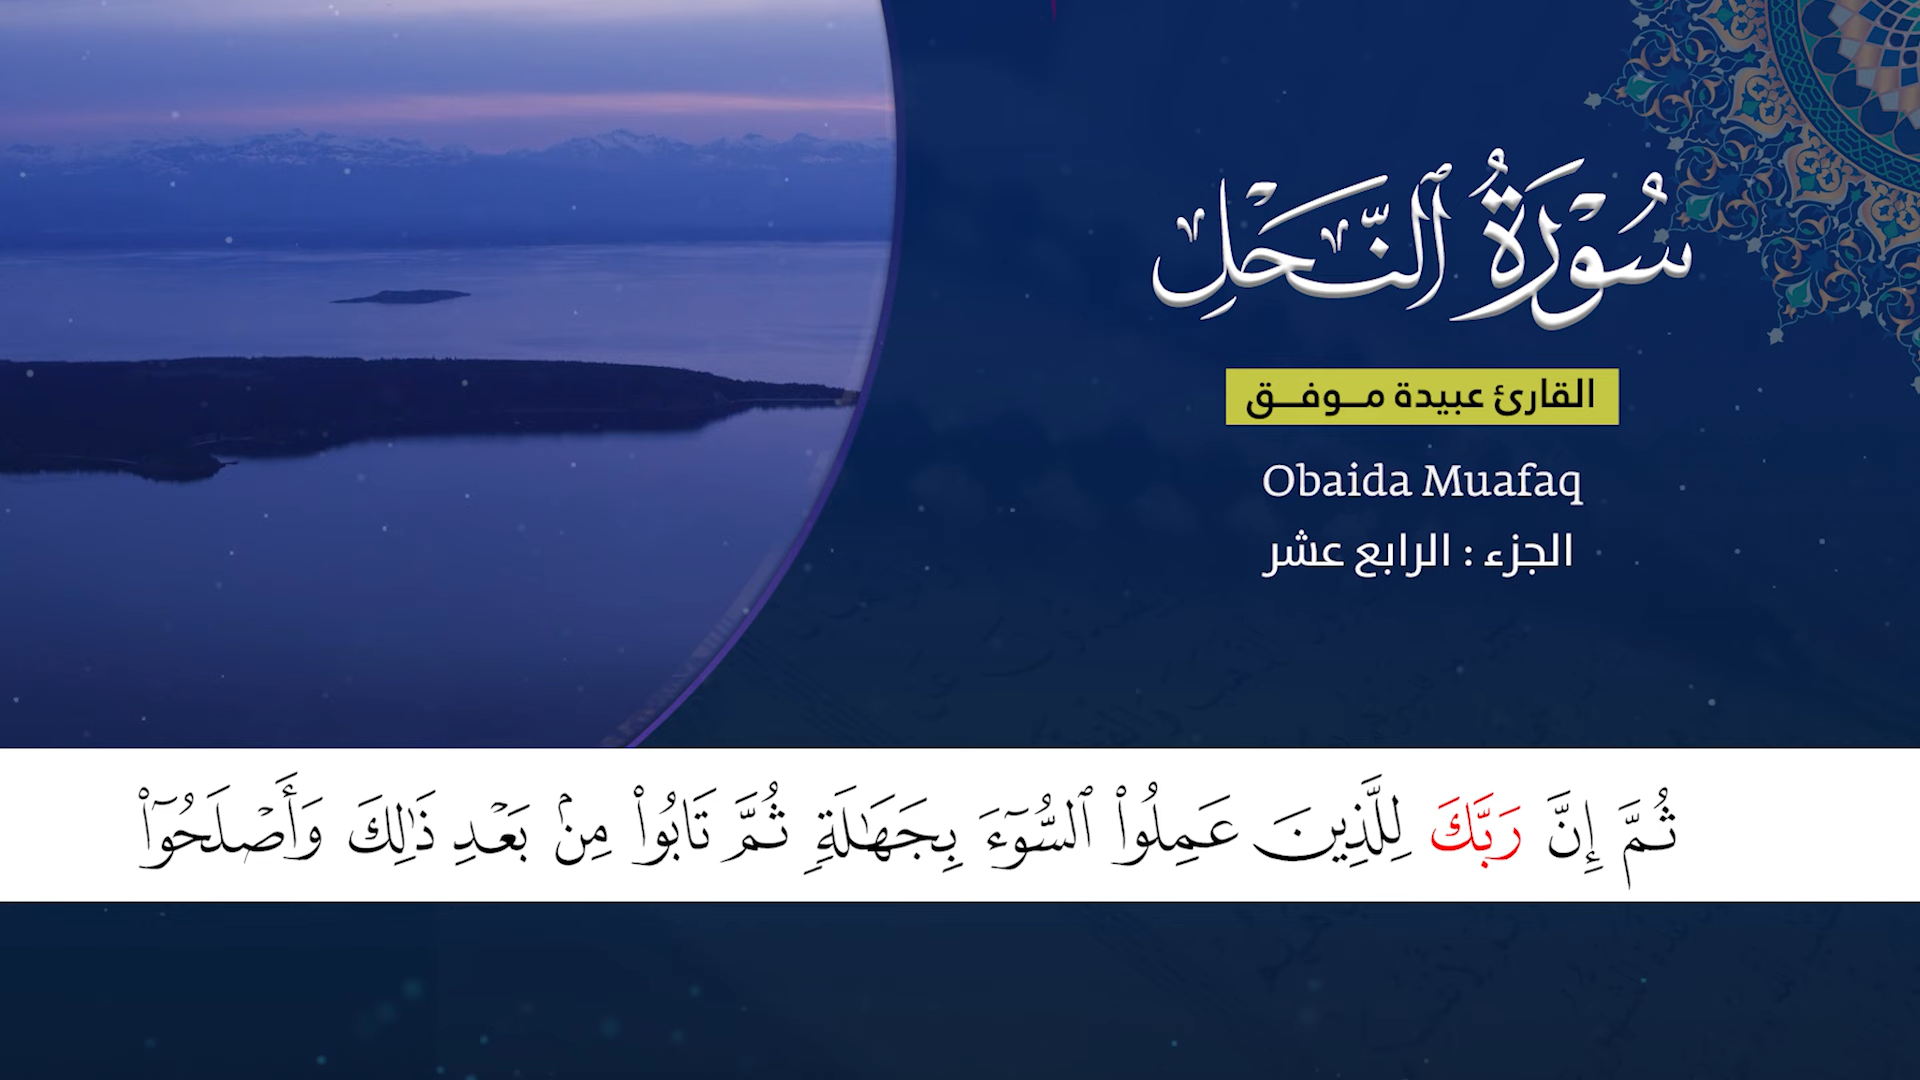 سُورَةُ ٱلنَّحْلِ
القارئ عبيدة مـوفـق
Obaida Muafaq
الجزء : الرابع عشر
ثُمَّ إِنَّ رَبَّكَ لِلَّذِينَ عَمِلُوا۟ ٱلسُّوٓءَ بِجَهَٰلَةٍۢ ثُمَّ تَابُوا۟ مِنۢ بَعْدِ ذَٰلِكَ وَأَصْلَحُوٓا۟